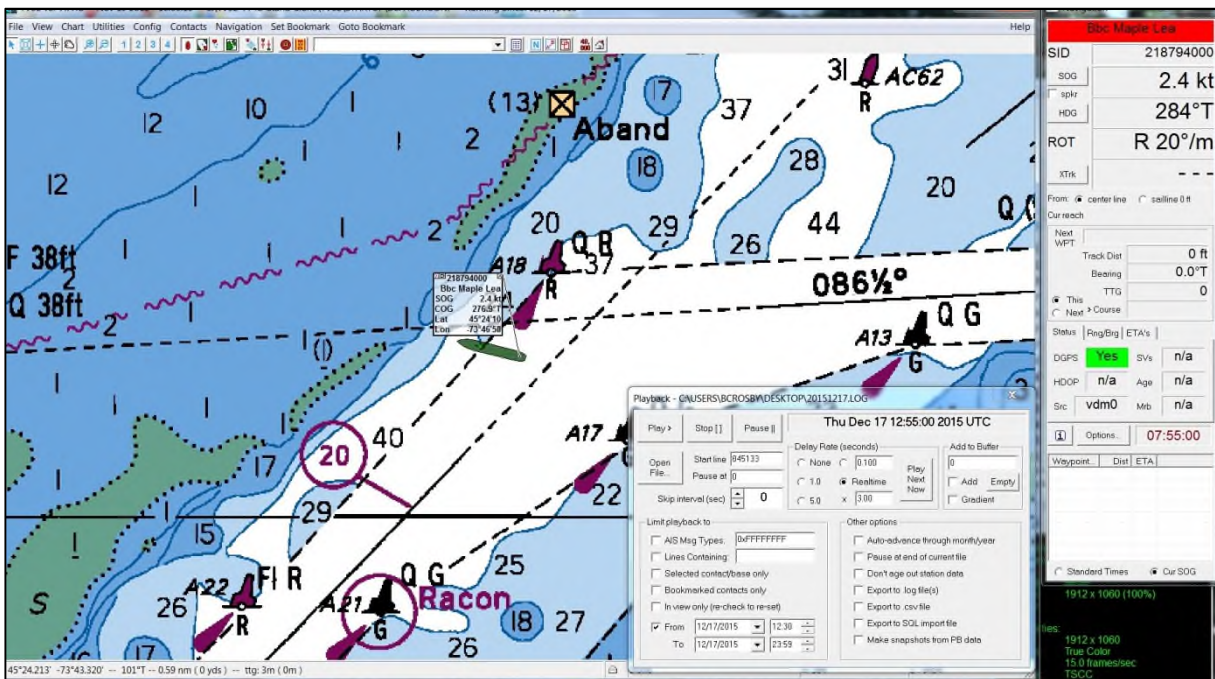 File View Chart Utilities Config Contacts Navigation Set Bookmark Goto Bookmark Help
1 2 3 4
12
10
6
2
12
(13)
Aband
17
18
31
AC62
R
37
28
20
44
26
29
20
Q R
A18
37
R
F 38ft
2
Q 38ft
2
2
086½°
218794000
Bbc Maple Lea
SOG 2.4 kt
COG 276.9°T
Lat 45°24'10
Lon -73°46'50
A13
Q G
G
20
40
17
29
15
A17
22
25
S
A22
Fl R
R
26
17
A21
Q G
Racon
G
26
18
27
Playback - C:\USERS\BCROSBY\DESKTOP\20151217.LOG
Play > Stop [ ] Pause ||
Thu Dec 17 12:55:00 2015 UTC
Open File...
Start line 845133
Pause at 0
Skip interval (sec) 0
Delay Rate (seconds)
None 0.100
1.0 Realtime
5.0 x 3.00
Play Next Now
Add to Buffer
0
Add Empty
Gradient
Limit playback to
AIS Msg Types: 0xFFFFFFFF
Lines Containing:
Selected contact/base only
Bookmarked contacts only
In view only (re-check to re-set)
From 12/17/2015 12:30
To 12/17/2015 23:59
Other options
Auto-advance through month/year
Pause at end of current file
Don't age out station data
Export to .log file(s)
Export to .csv file
Export to SQL import file
Make snapshots from PB data
45°24.213' -73°43.320' -- 101°T -- 0.59 nm ( 0 yds ) -- ttg: 3m ( 0m )
Bbc Maple Lea
SID 218794000
SOG 2.4 kt
spkr
HDG 284°T
ROT R 20°/m
XTrk - - -
From: center line sailline 0 ft
Cur reach
Next WPT
Track Dist 0 ft
Bearing 0.0°T
TTG 0
This
Next > Course
Status Rng/Brg ETA's
DGPS Yes SVs n/a
HDOP n/a Age n/a
Src vdm0 Mrb n/a
Options... 07:55:00
Waypoint... Dist ETA
Standard Times Cur SOG
1912 x 1060 (100%)
1912 x 1060
True Color
15.0 frames/sec
TSCC